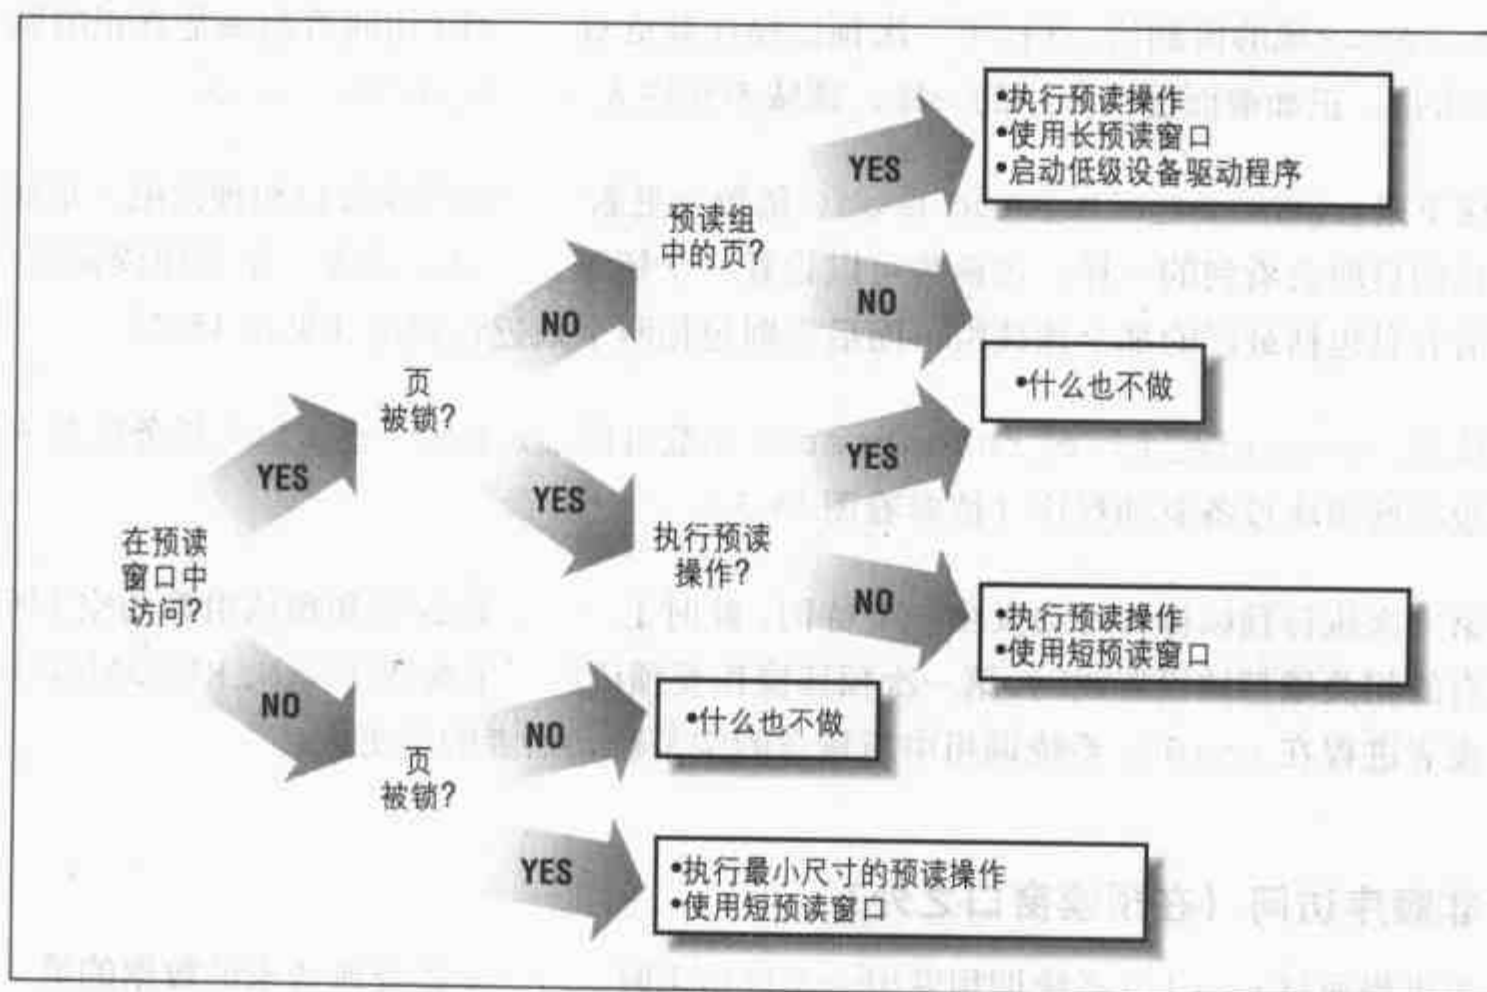 •执行预读操作
•使用长预读窗口
•启动低级设备驱动程序
YES
预读组
中的页?
NO
NO
•什么也不做
页
被锁?
YES
YES
YES
在预读
窗口中
访问?
执行预读
操作?
NO
•执行预读操作
•使用短预读窗口
NO
NO
•什么也不做
页
被锁?
YES
•执行最小尺寸的预读操作
•使用短预读窗口